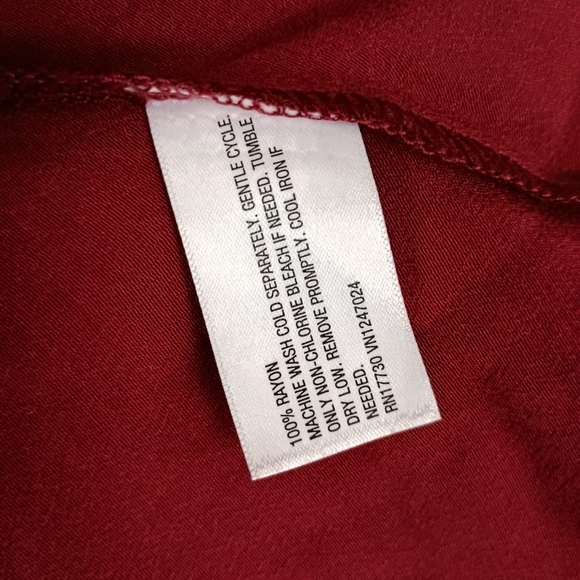 100% RAYON
MACHINE WASH COLD SEPARATELY. GENTLE CYCLE.
ONLY NON-CHLORINE BLEACH IF NEEDED. TUMBLE
DRY LOW. REMOVE PROMPTLY. COOL IRON IF
NEEDED.
RN17730 VN1247024